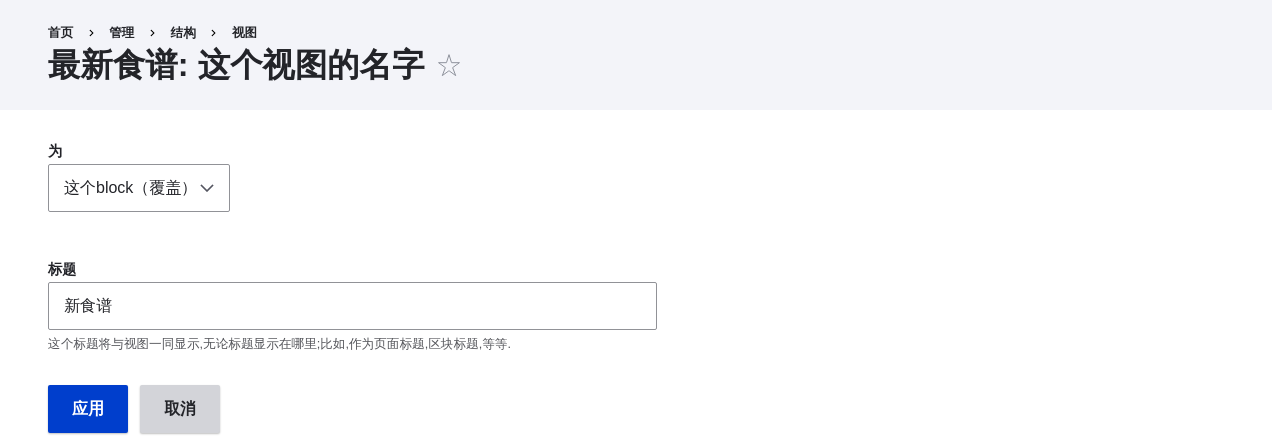 首页 › 管理 › 结构 › 视图
最新食谱: 这个视图的名字 ☆
为
这个block（覆盖）
标题
新食谱
这个标题将与视图一同显示,无论标题显示在哪里;比如,作为页面标题,区块标题,等等.
应用 取消